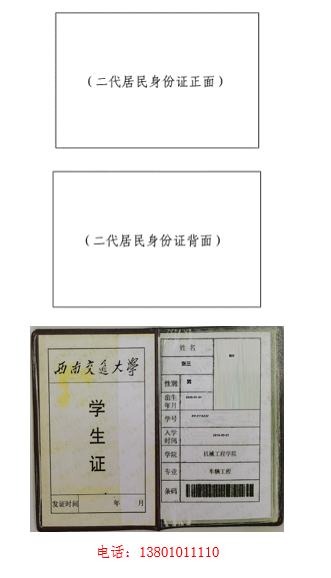 （二代居民身份证正面）
（二代居民身份证背面）
西南交通大学
学生证
发证时间 年 月
姓名
张三
性别 男
出生年月
学号
入学时间
学院 机械工程学院
专业 车辆工程
条码
电话：13801011110